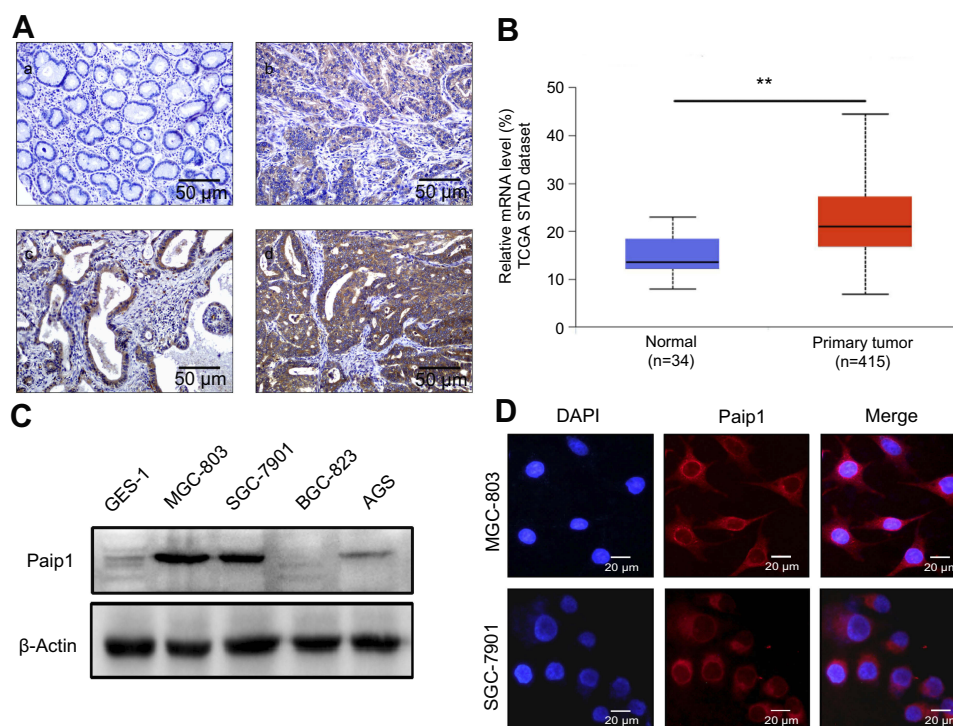 A
a
50 µm
b
50 µm
c
50 µm
d
50 µm
B
**
Relative mRNA level (%)
TCGA STAD dataset
50
40
30
20
10
0
Normal
(n=34)
Primary tumor
(n=415)
C
GES-1
MGC-803
SGC-7901
BGC-823
AGS
Paip1
β-Actin
D
DAPI
Paip1
Merge
MGC-803
20 µm
20 µm
20 µm
SGC-7901
20 µm
20 µm
20 µm